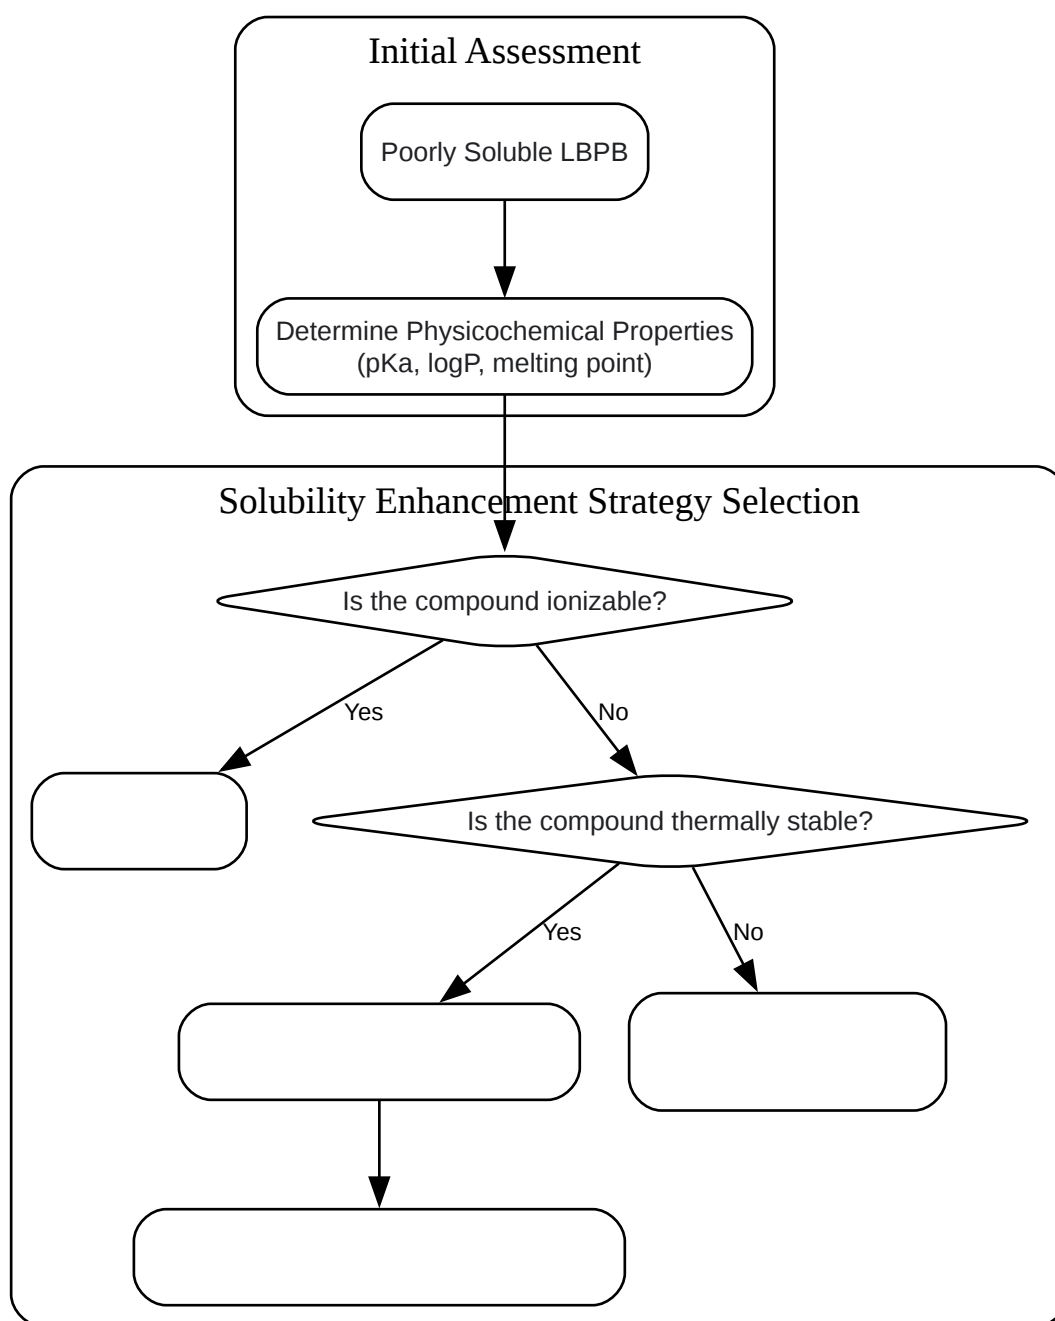 Initial Assessment
Poorly Soluble LBPB
Determine Physicochemical Properties
(pKa, logP, melting point)
Solubility Enhancement Strategy Selection
Is the compound ionizable?
Yes
No
Is the compound thermally stable?
Yes
No